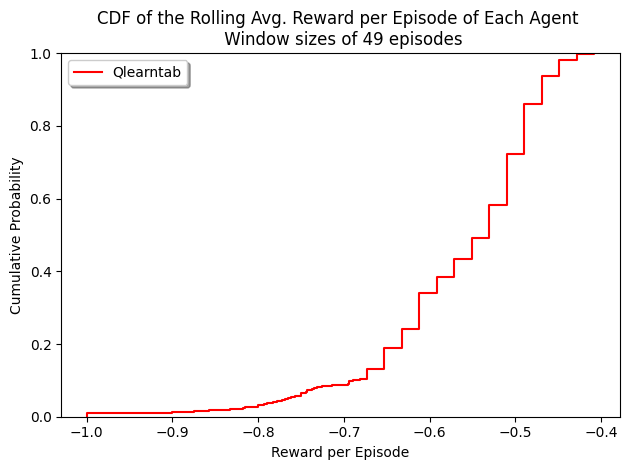 CDF of the Rolling Avg. Reward per Episode of Each Agent
Window sizes of 49 episodes
Qlearntab
Cumulative Probability
1.0
0.8
0.6
0.4
0.2
0.0
−1.0 −0.9 −0.8 −0.7 −0.6 −0.5 −0.4
Reward per Episode